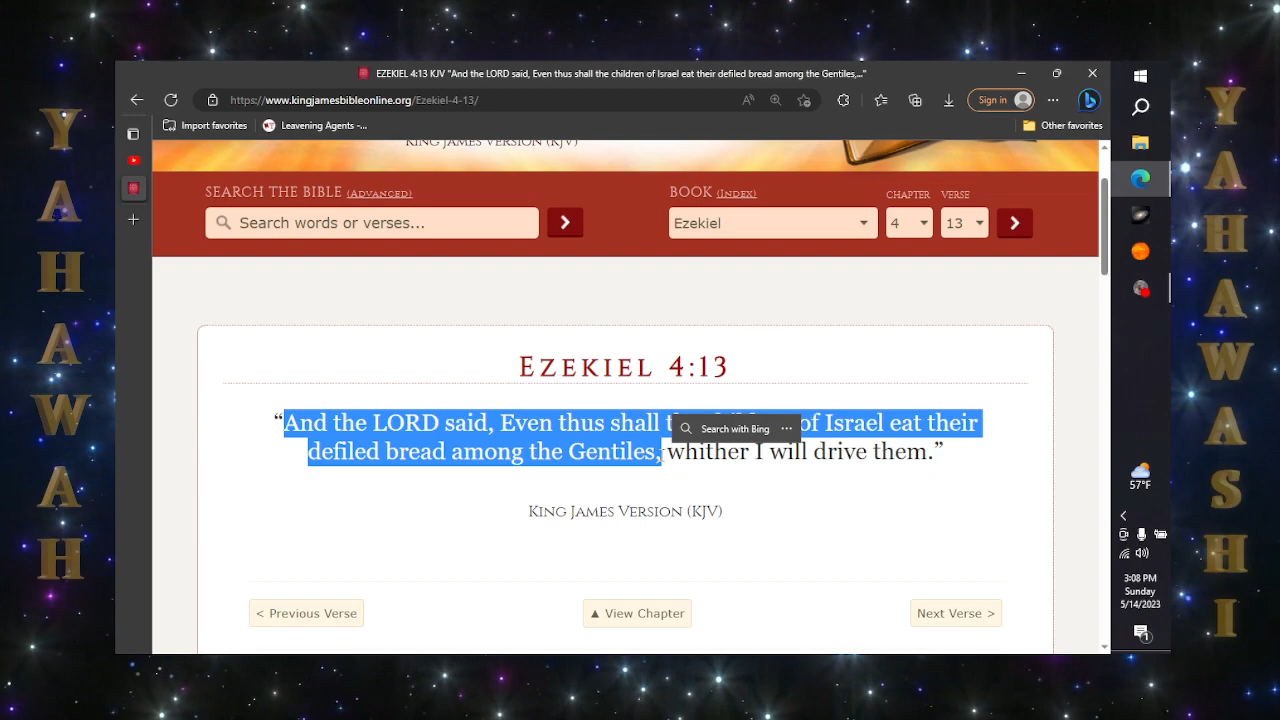 YAHAWAH
EZEKIEL 4:13 KJV "And the LORD said, Even thus shall the children of Israel eat their defiled bread among the Gentiles,..."
https://www.kingjamesbibleonline.org/Ezekiel-4-13/
Sign in
Import favorites
Leavening Agents -...
Other favorites
KING JAMES VERSION (KJV)
SEARCH THE BIBLE (ADVANCED)
BOOK (INDEX)
CHAPTER
VERSE
Search words or verses...
Ezekiel
4
13
EZEKIEL 4:13
“And the LORD said, Even thus shall of Israel eat their
Search with Bing
defiled bread among the Gentiles, whither I will drive them.”
KING JAMES VERSION (KJV)
< Previous Verse
▲ View Chapter
Next Verse >
57°F
3:08 PM
Sunday
5/14/2023
1
YAHAWASHI